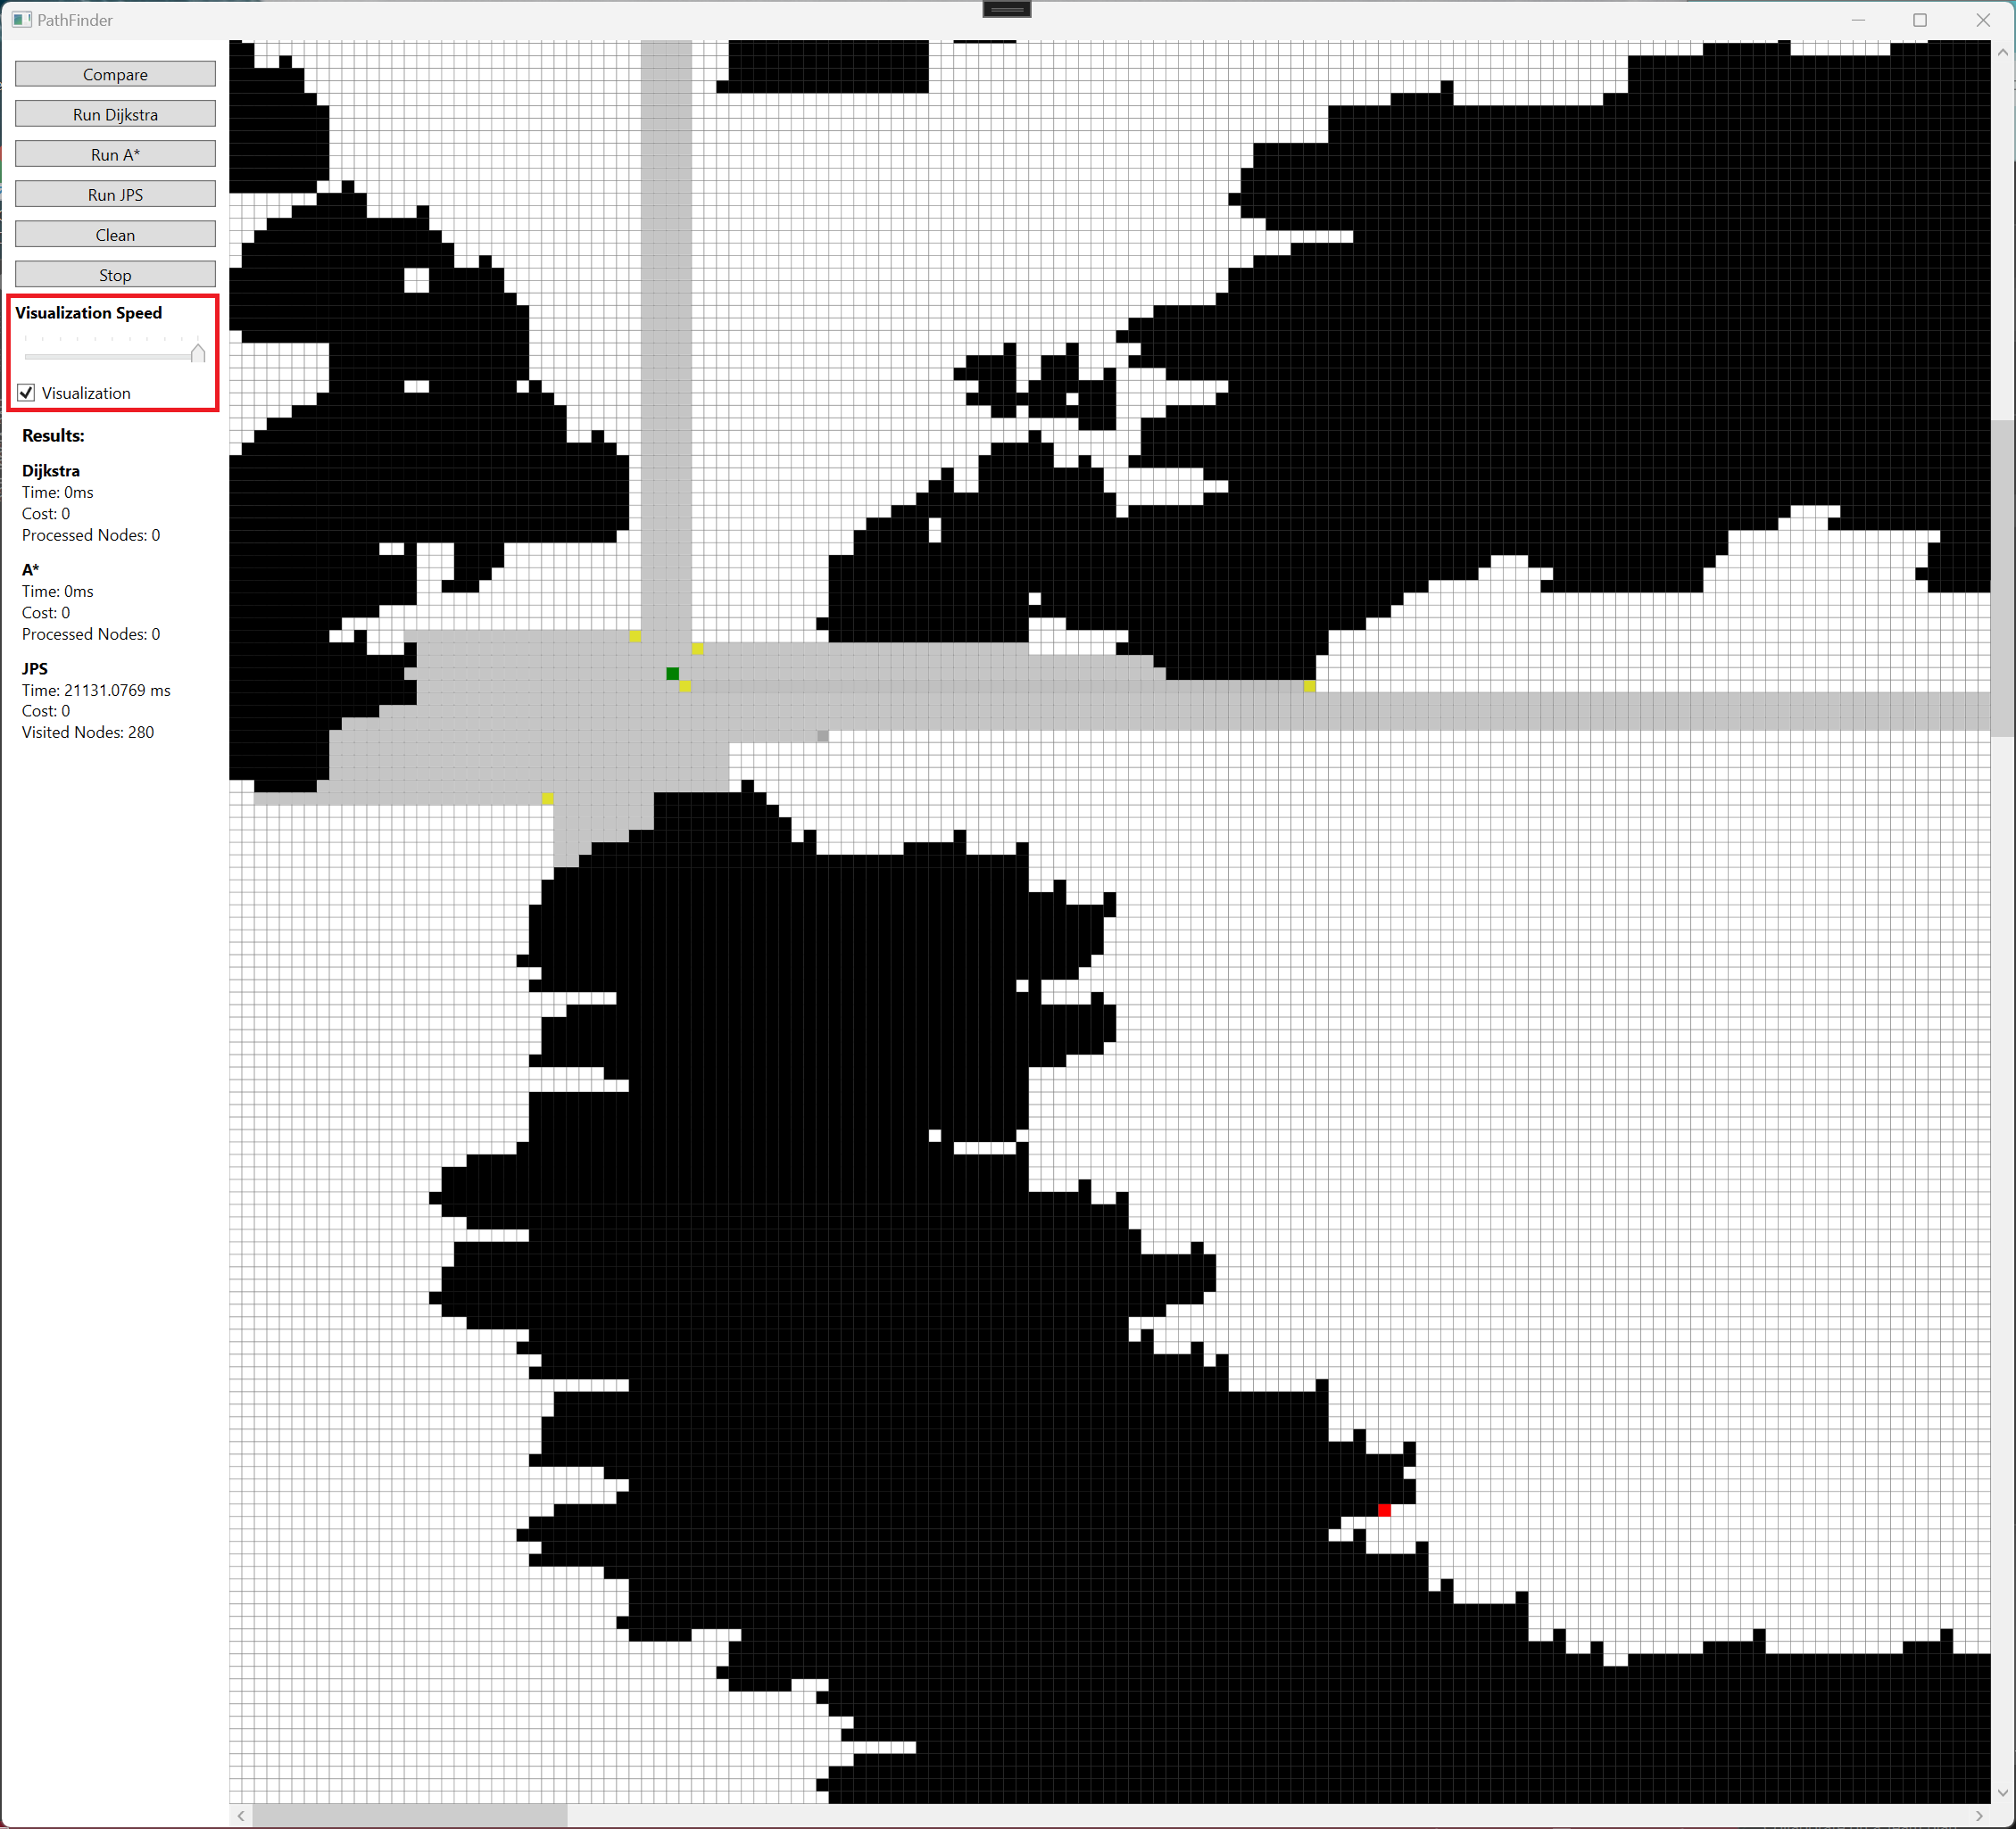 PathFinder
Compare
Run Dijkstra
Run A*
Run JPS
Clean
Stop
Visualization Speed
Visualization
Results:
Dijkstra
Time: 0ms
Cost: 0
Processed Nodes: 0
A*
Time: 0ms
Cost: 0
Processed Nodes: 0
JPS
Time: 21131.0769 ms
Cost: 0
Visited Nodes: 280